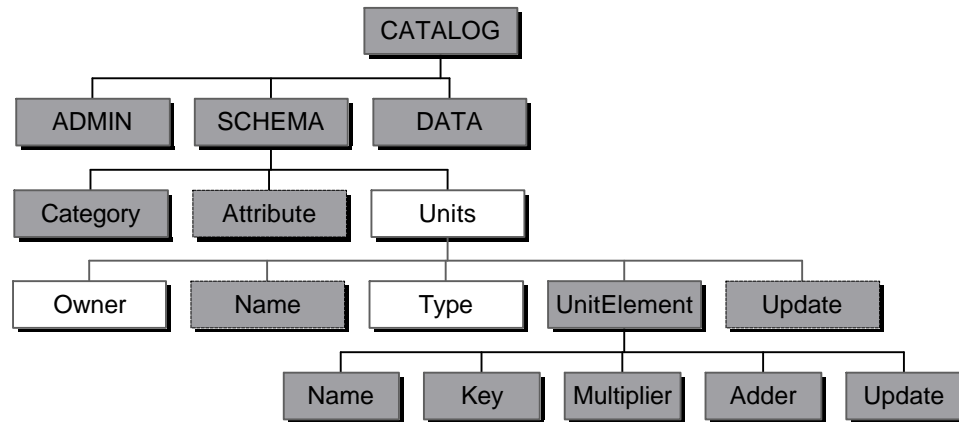 CATALOG
ADMIN SCHEMA DATA
Category Attribute Units
Owner Name Type UnitElement Update
Name Key Multiplier Adder Update